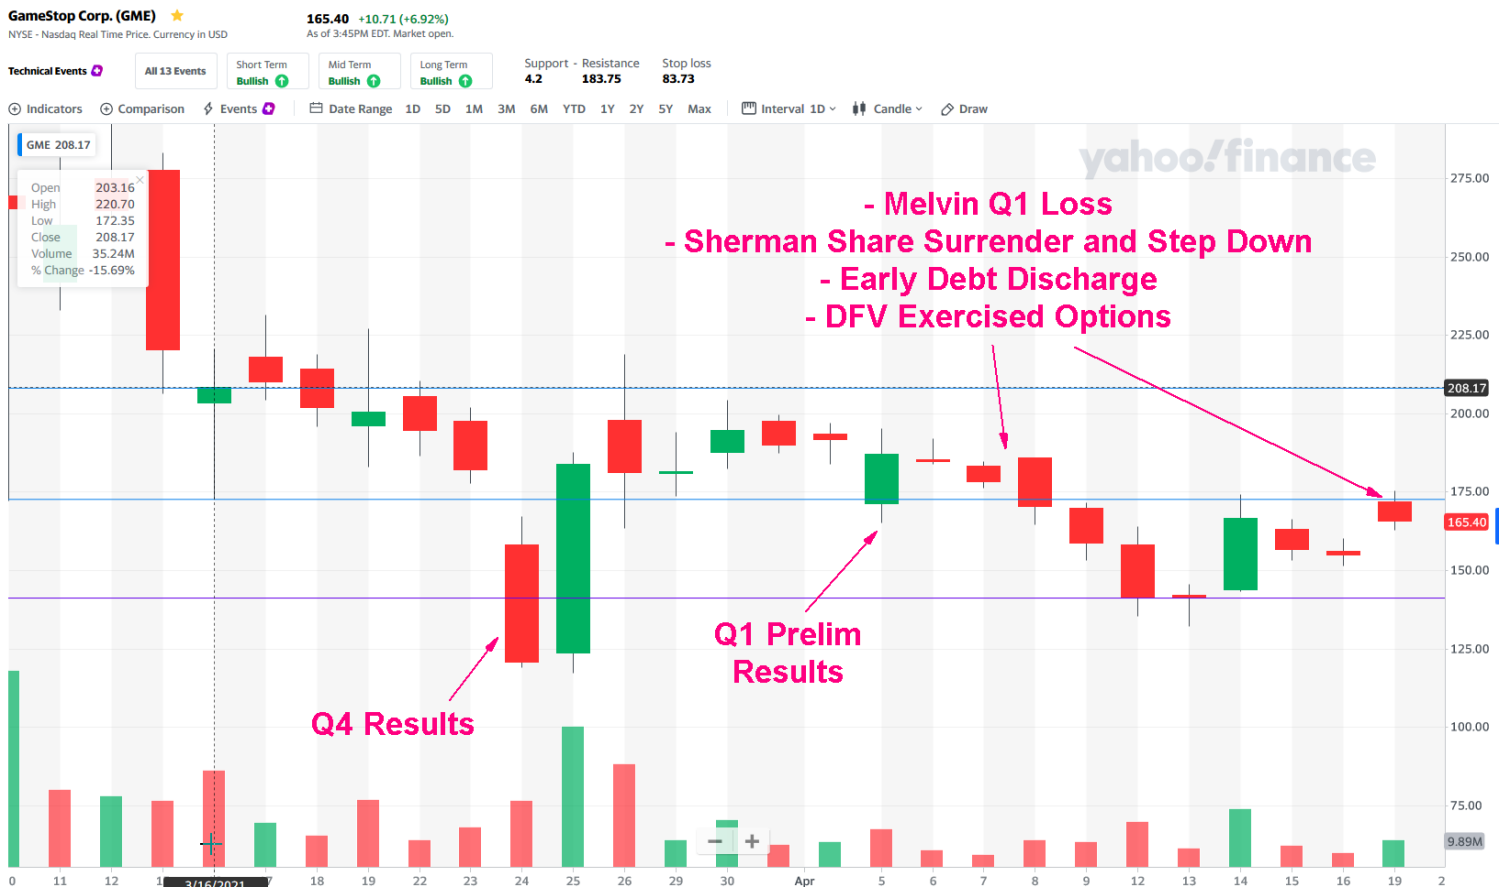 GameStop Corp. (GME)
NYSE - Nasdaq Real Time Price. Currency in USD
165.40 +10.71 (+6.92%)
As of 3:45PM EDT. Market open.
Technical Events
All 13 Events
Short Term
Bullish
Mid Term
Bullish
Long Term
Bullish
Support - Resistance
4.2 183.75
Stop loss
83.73
Indicators Comparison Events Date Range 1D 5D 1M 3M 6M YTD 1Y 2Y 5Y Max Interval 1D Candle Draw
GME 208.17
yahoo!finance
Open 203.16
High 220.70
Low 172.35
Close 208.17
Volume 35.24M
% Change -15.69%
- Melvin Q1 Loss
- Sherman Share Surrender and Step Down
- Early Debt Discharge
- DFV Exercised Options
Q1 Prelim
Results
Q4 Results
275.00
250.00
225.00
208.17
200.00
175.00
165.40
150.00
125.00
100.00
75.00
9.89M
0 11 12 1 3/16/2021 7 18 19 22 23 24 25 26 29 30 Apr 5 6 7 8 9 12 13 14 15 16 19 2